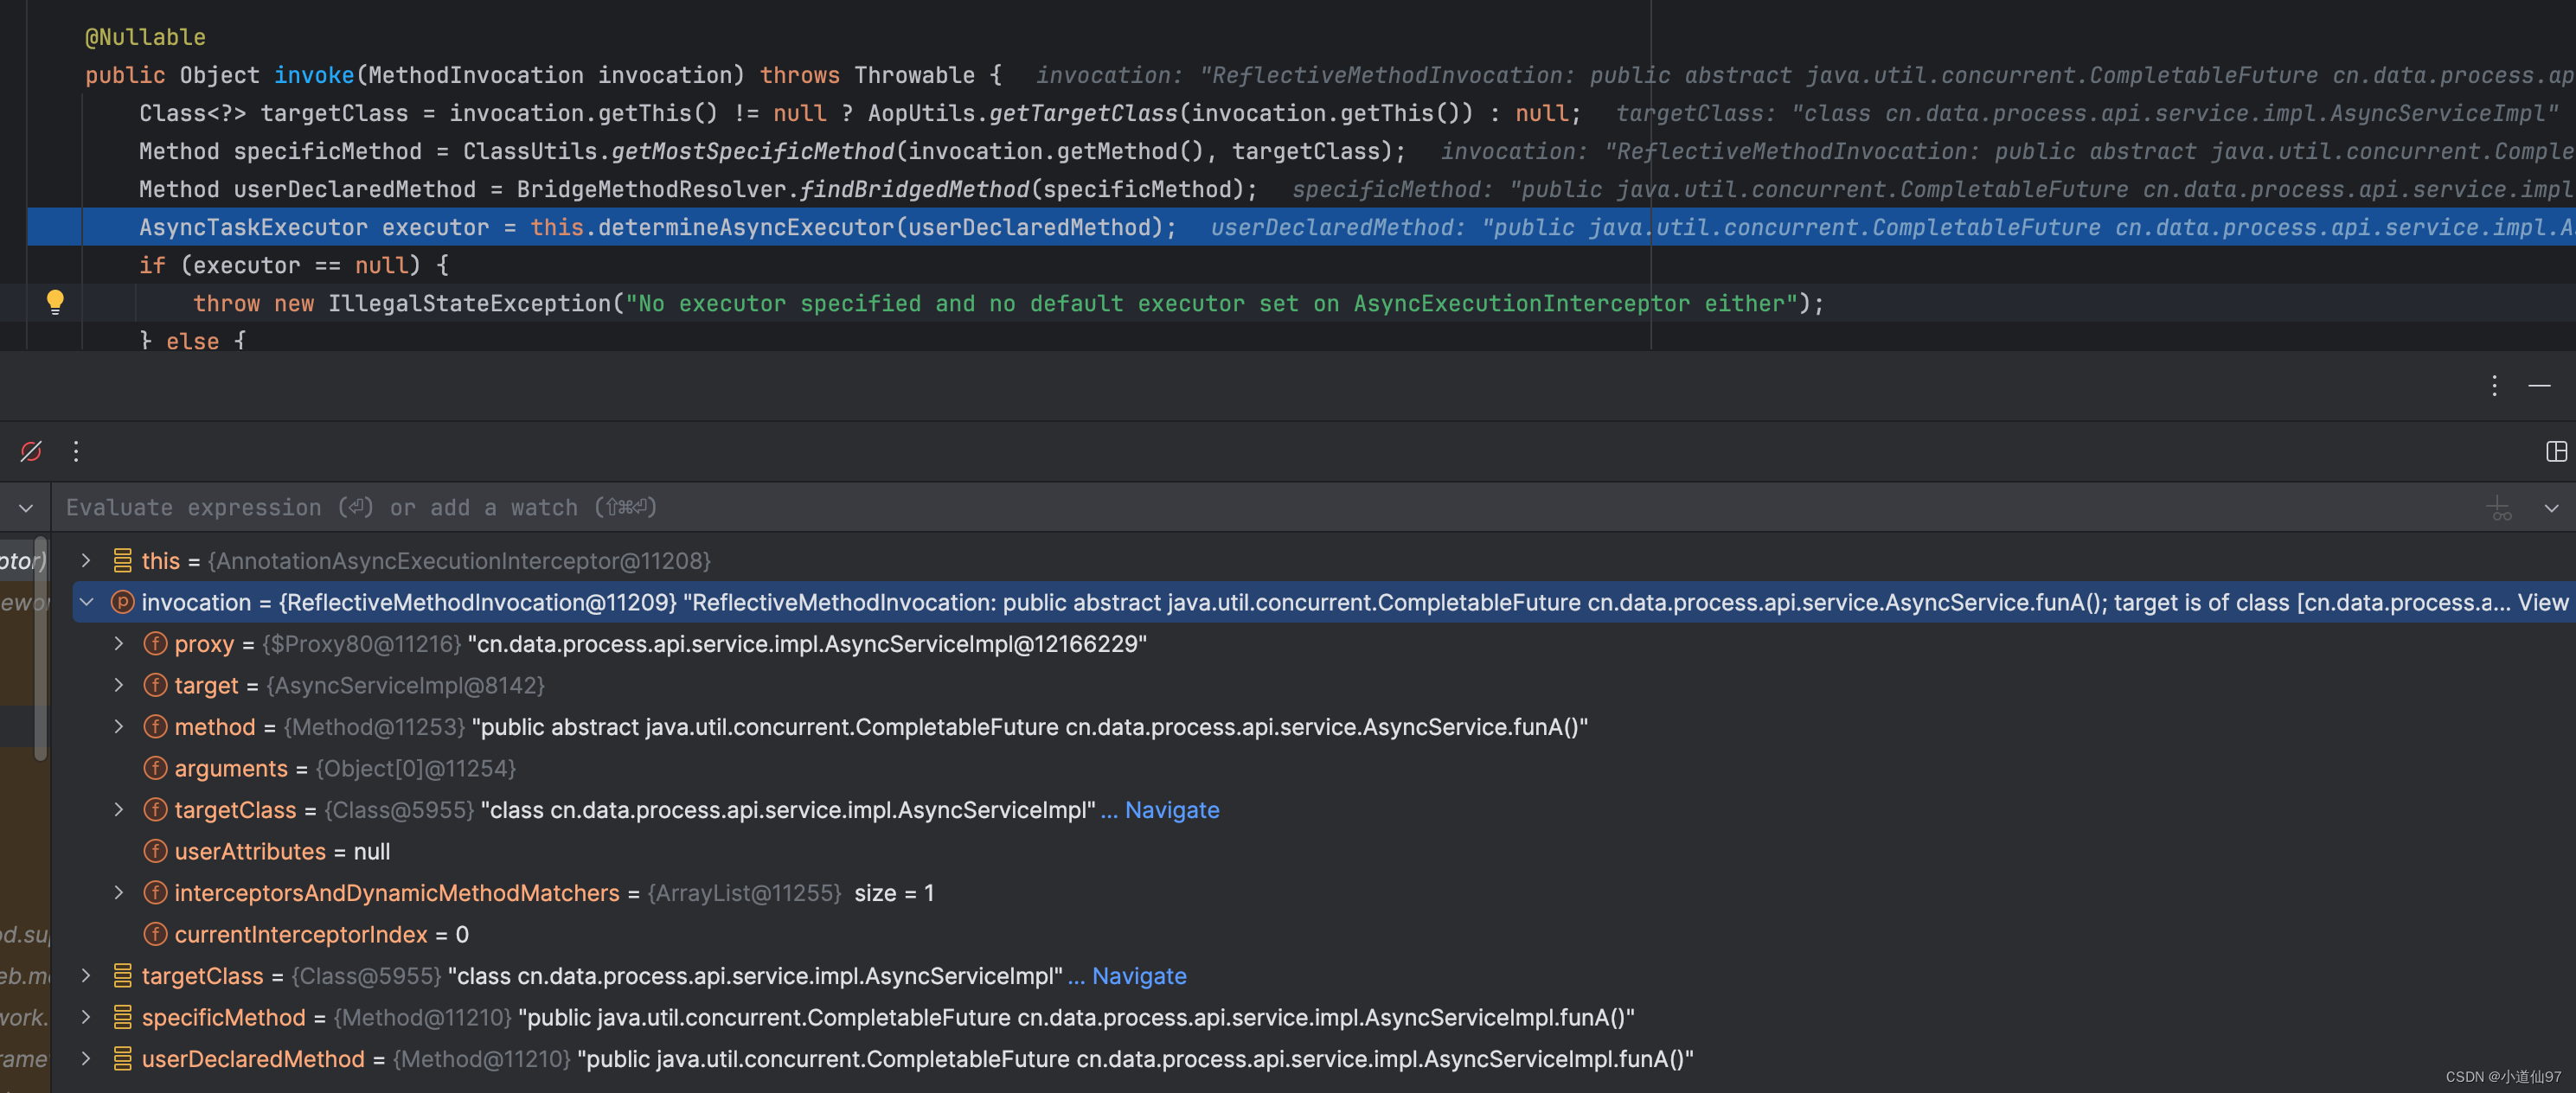 @Nullable
public Object invoke(MethodInvocation invocation) throws Throwable { invocation: "ReflectiveMethodInvocation: public abstract java.util.concurrent.CompletableFuture cn.data.process.ap
Class<?> targetClass = invocation.getThis() != null ? AopUtils.getTargetClass(invocation.getThis()) : null; targetClass: "class cn.data.process.api.service.impl.AsyncServiceImpl"
Method specificMethod = ClassUtils.getMostSpecificMethod(invocation.getMethod(), targetClass); invocation: "ReflectiveMethodInvocation: public abstract java.util.concurrent.Comple
Method userDeclaredMethod = BridgeMethodResolver.findBridgedMethod(specificMethod); specificMethod: "public java.util.concurrent.CompletableFuture cn.data.process.api.service.impl
AsyncTaskExecutor executor = this.determineAsyncExecutor(userDeclaredMethod); userDeclaredMethod: "public java.util.concurrent.CompletableFuture cn.data.process.api.service.impl.A
if (executor == null) {
throw new IllegalStateException("No executor specified and no default executor set on AsyncExecutionInterceptor either");
} else {
Evaluate expression (⏎) or add a watch (⇧⌘⏎)
ptor)
this = {AnnotationAsyncExecutionInterceptor@11208}
ewor
invocation = {ReflectiveMethodInvocation@11209} "ReflectiveMethodInvocation: public abstract java.util.concurrent.CompletableFuture cn.data.process.api.service.AsyncService.funA(); target is of class [cn.data.process.a... View
proxy = {$Proxy80@11216} "cn.data.process.api.service.impl.AsyncServiceImpl@12166229"
target = {AsyncServiceImpl@8142}
method = {Method@11253} "public abstract java.util.concurrent.CompletableFuture cn.data.process.api.service.AsyncService.funA()"
arguments = {Object[0]@11254}
targetClass = {Class@5955} "class cn.data.process.api.service.impl.AsyncServiceImpl" ... Navigate
userAttributes = null
interceptorsAndDynamicMethodMatchers = {ArrayList@11255} size = 1
od.su
currentInterceptorIndex = 0
eb.m
targetClass = {Class@5955} "class cn.data.process.api.service.impl.AsyncServiceImpl" ... Navigate
work.
specificMethod = {Method@11210} "public java.util.concurrent.CompletableFuture cn.data.process.api.service.impl.AsyncServiceImpl.funA()"
rame
userDeclaredMethod = {Method@11210} "public java.util.concurrent.CompletableFuture cn.data.process.api.service.impl.AsyncServiceImpl.funA()"
CSDN @小道仙97